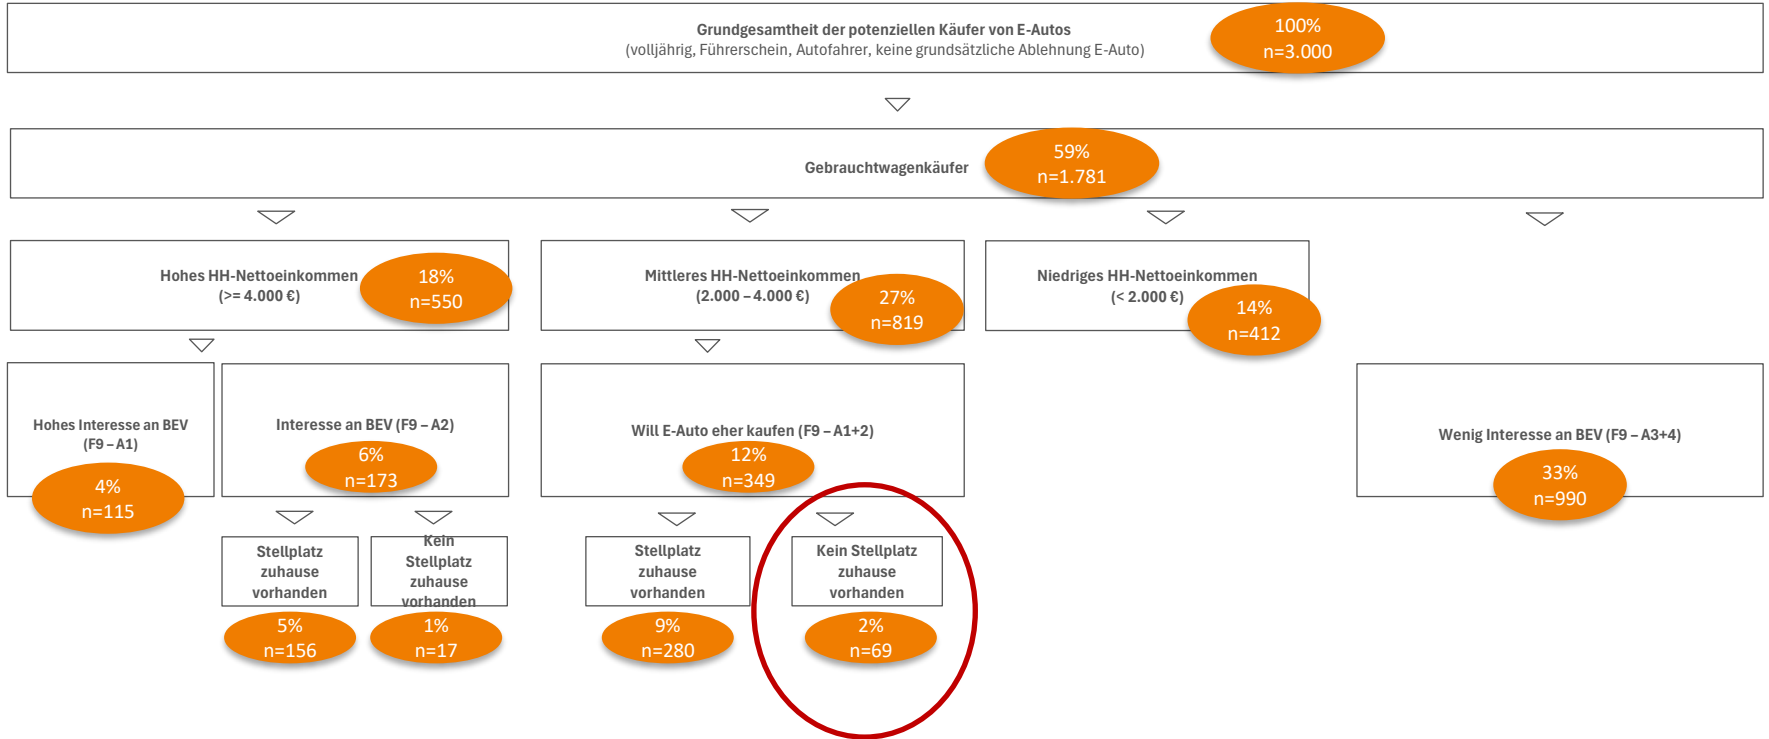 Grundgesamtheit der potenziellen Käufer von E-Autos
(volljährig, Führerschein, Autofahrer, keine grundsätzliche Ablehnung E-Auto)
100%
n=3.000
Gebrauchtwagenkäufer
59%
n=1.781
Hohes HH-Nettoeinkommen
(>= 4.000 €)
18%
n=550
Mittleres HH-Nettoeinkommen
(2.000 – 4.000 €)
27%
n=819
Niedriges HH-Nettoeinkommen
(< 2.000 €)
14%
n=412
Hohes Interesse an BEV
(F9 – A1)
4%
n=115
Interesse an BEV (F9 – A2)
6%
n=173
Will E-Auto eher kaufen (F9 – A1+2)
12%
n=349
Wenig Interesse an BEV (F9 – A3+4)
33%
n=990
Stellplatz
zuhause
vorhanden
5%
n=156
Kein
Stellplatz
zuhause
vorhanden
1%
n=17
Stellplatz
zuhause
vorhanden
9%
n=280
Kein Stellplatz
zuhause
vorhanden
2%
n=69